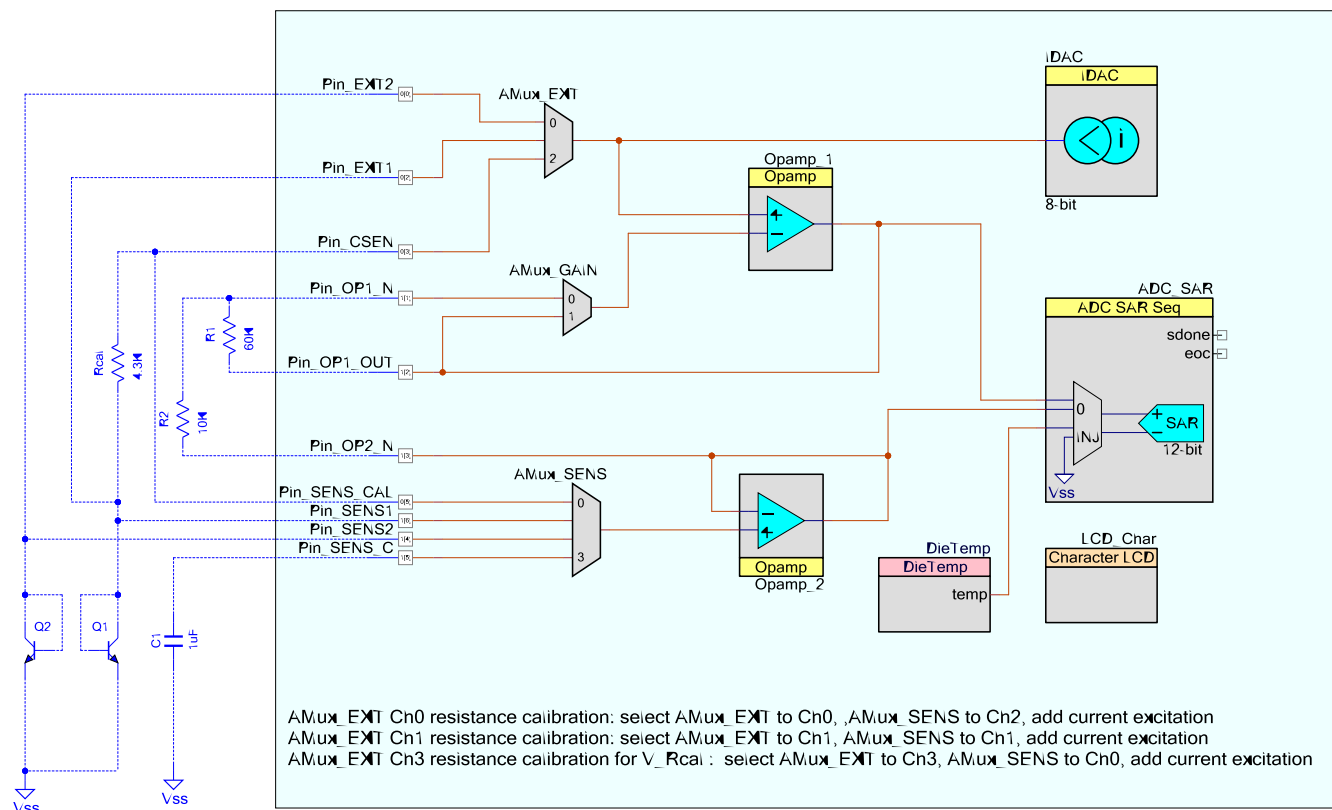 IDAC
IDAC
8-bit
Pin_EXT2
AMux_EXT
0
2
Pin_EXT1
Opamp_1
Opamp
+
−
Pin_CSEN
AMux_GAIN
0
1
Pin_OP1_N
R1
60K
Pin_OP1_OUT
Rcal
4.3K
R2
10K
ADC_SAR
ADC SAR Seq
sdone
eoc
0
INJ
+
−
SAR
12-bit
Vss
Pin_OP2_N
AMux_SENS
Pin_SENS_CAL
Pin_SENS1
Pin_SENS2
Pin_SENS_C
0
3
−
+
Opamp
Opamp_2
DieTemp
DieTemp
temp
LCD_Char
Character LCD
Q2
Q1
C1
1uF
Vss
Vss
AMux_EXT Ch0 resistance calibration: select AMux_EXT to Ch0, ,AMux_SENS to Ch2, add current excitation
AMux_EXT Ch1 resistance calibration: select AMux_EXT to Ch1, AMux_SENS to Ch1, add current excitation
AMux_EXT Ch3 resistance calibration for V_Rcal : select AMux_EXT to Ch3, AMux_SENS to Ch0, add current excitation